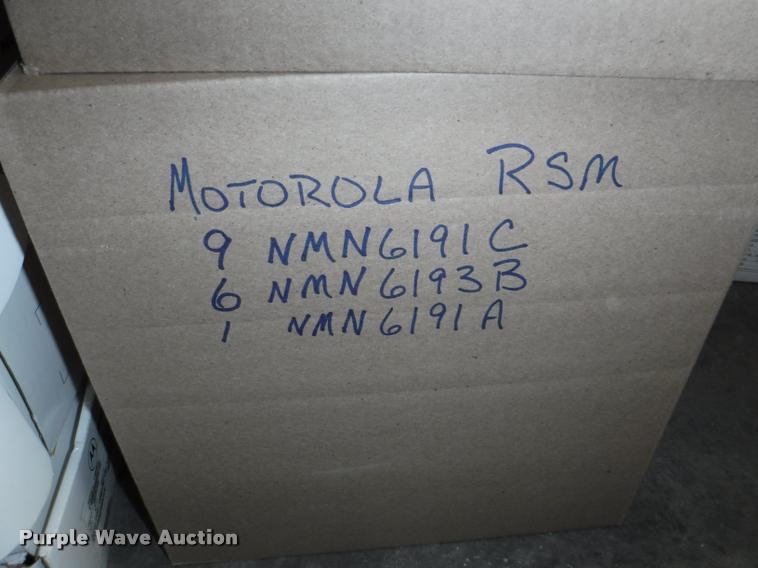 MOTOROLA RSM
9 NMN6191C
6 NMN6193B
1 NMN6191A
Purple Wave Auction